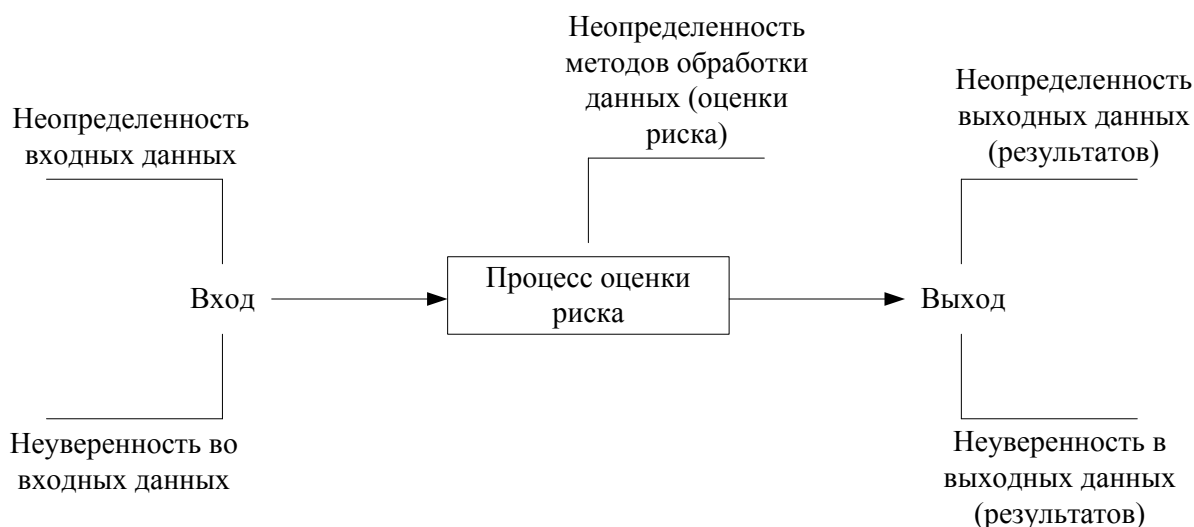 Неопределенность
методов обработки
данных (оценки
риска)
Неопределенность
входных данных
Неопределенность
выходных данных
(результатов)
Вход
Процесс оценки
риска
Выход
Неуверенность во
входных данных
Неуверенность в
выходных данных
(результатов)